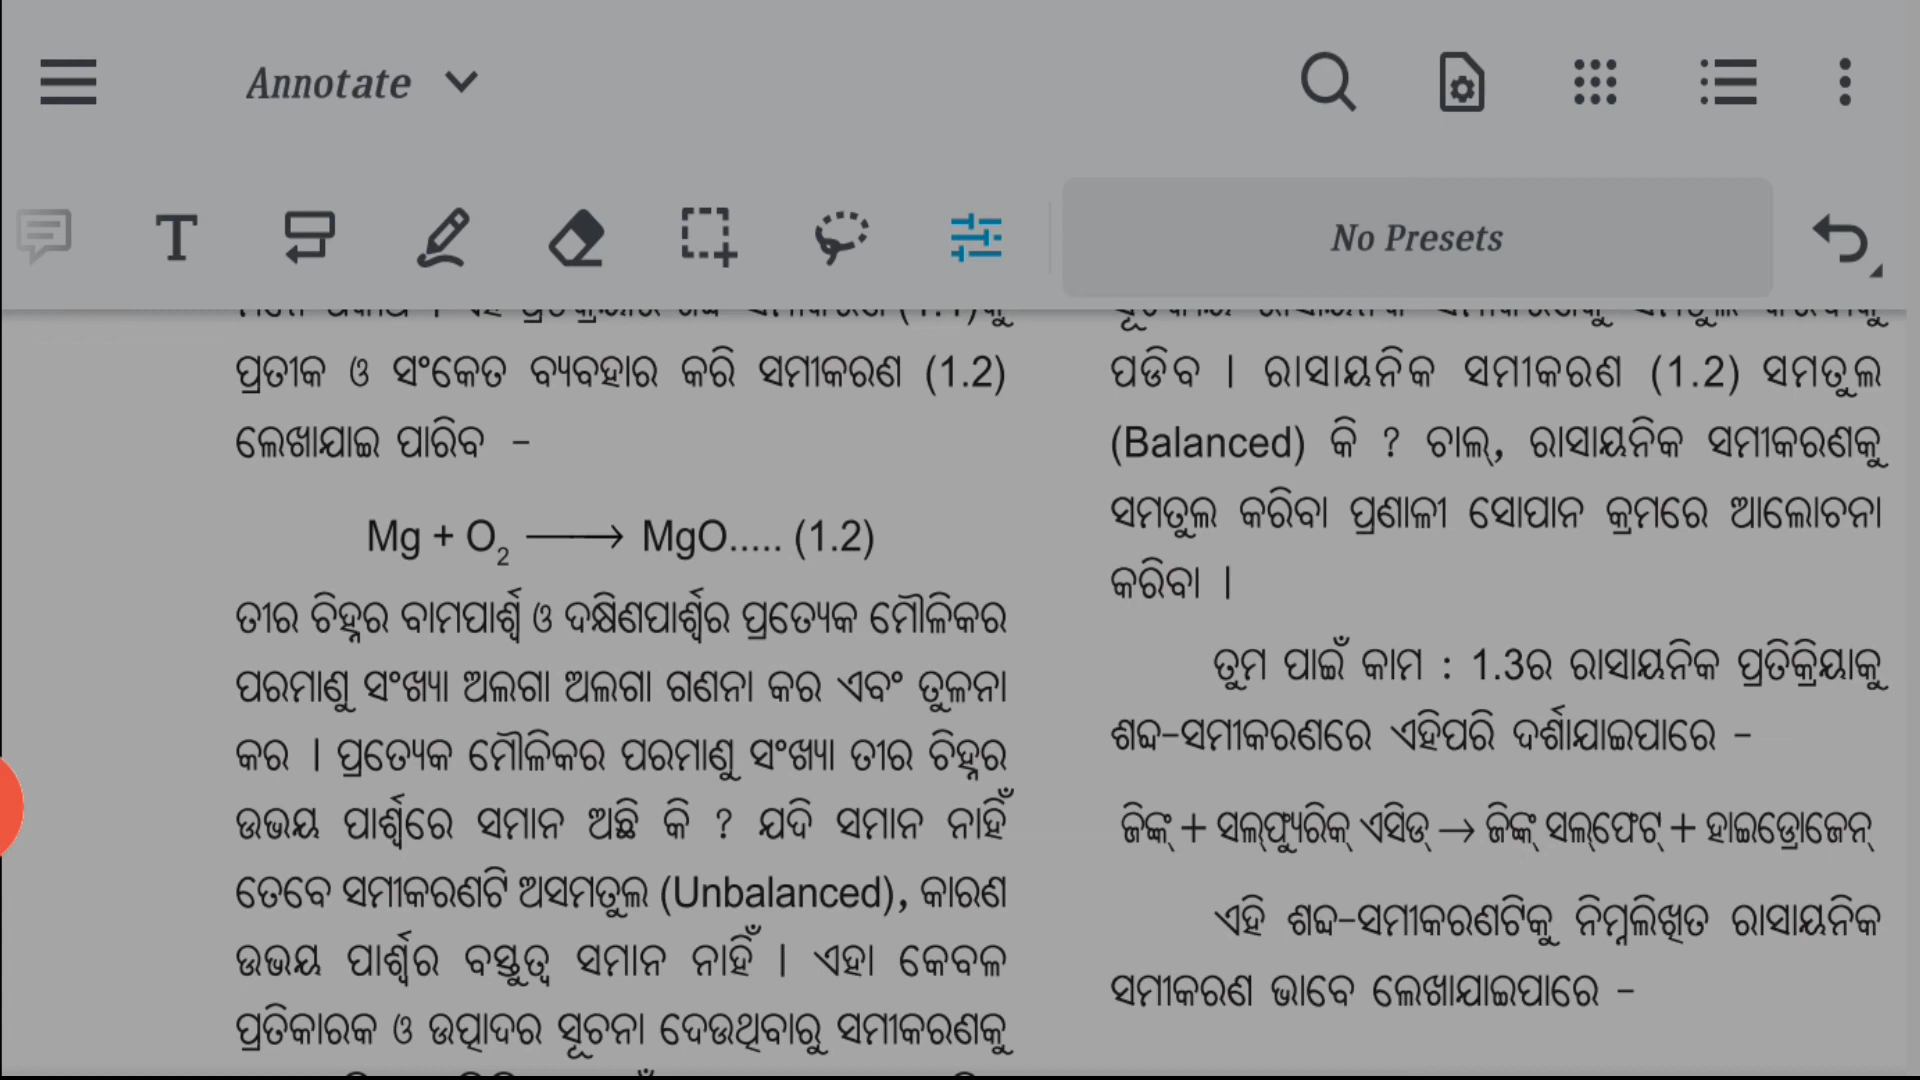 Annotate
No Presets
ପ୍ରତୀକ ଓ ସଂକେତ ବ୍ୟବହାର କରି ସମୀକରଣ (1.2)
ଲେଖାଯାଇ ପାରିବ –
Mg + O₂ ⟶ MgO..... (1.2)
ତୀର ଚିହ୍ନର ବାମପାର୍ଶ୍ୱ ଓ ଦକ୍ଷିଣପାର୍ଶ୍ୱର ପ୍ରତ୍ୟେକ ମୌଳିକର
ପରମାଣୁ ସଂଖ୍ୟା ଅଲଗା ଅଲଗା ଗଣନା କର ଏବଂ ତୁଳନା
କର । ପ୍ରତ୍ୟେକ ମୌଳିକର ପରମାଣୁ ସଂଖ୍ୟା ତୀର ଚିହ୍ନର
ଉଭୟ ପାର୍ଶ୍ୱରେ ସମାନ ଅଛି କି ? ଯଦି ସମାନ ନାହିଁ
ତେବେ ସମୀକରଣଟି ଅସମତୁଲ (Unbalanced), କାରଣ
ଉଭୟ ପାର୍ଶ୍ୱର ବସ୍ତୁତ୍ୱ ସମାନ ନାହିଁ । ଏହା କେବଳ
ପ୍ରତିକାରକ ଓ ଉତ୍ପାଦର ସୂଚନା ଦେଉଥିବାରୁ ସମୀକରଣକୁ
ପଡିବ । ରାସାୟନିକ ସମୀକରଣ (1.2) ସମତୁଲ
(Balanced) କି ? ଚାଲ୍, ରାସାୟନିକ ସମୀକରଣକୁ
ସମତୁଲ କରିବା ପ୍ରଣାଳୀ ସୋପାନ କ୍ରମରେ ଆଲୋଚନା
କରିବା ।
ତୁମ ପାଇଁ କାମ : 1.3ର ରାସାୟନିକ ପ୍ରତିକ୍ରିୟାକୁ
ଶବ୍ଦ-ସମୀକରଣରେ ଏହିପରି ଦର୍ଶାଯାଇପାରେ –
ଜିଙ୍କ୍ + ସଲ୍‌ଫ୍ୟୁରିକ୍ ଏସିଡ୍ → ଜିଙ୍କ୍ ସଲ୍‌ଫେଟ୍ + ହାଇଡ୍ରୋଜେନ୍
ଏହି ଶବ୍ଦ-ସମୀକରଣଟିକୁ ନିମ୍ନଲିଖିତ ରାସାୟନିକ
ସମୀକରଣ ଭାବେ ଲେଖାଯାଇପାରେ –